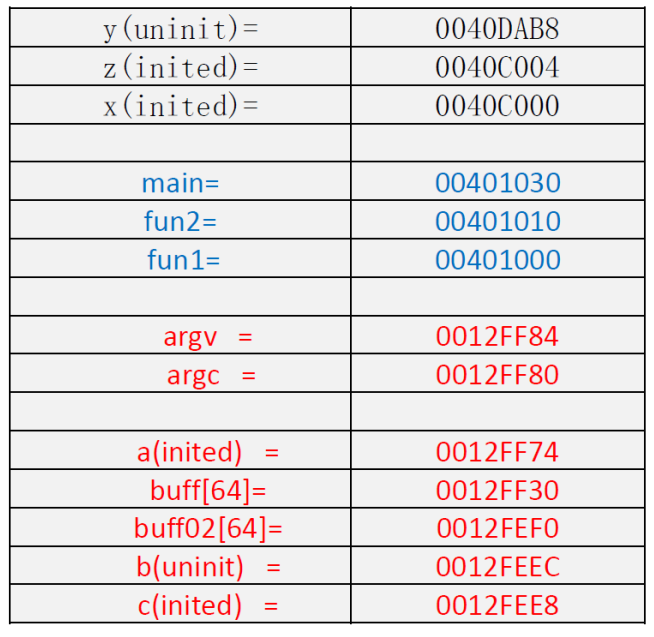 y(uninit)= 0040DAB8
z(inited)= 0040C004
x(inited)= 0040C000
main= 00401030
fun2= 00401010
fun1= 00401000
argv = 0012FF84
argc = 0012FF80
a(inited) = 0012FF74
buff[64]= 0012FF30
buff02[64]= 0012FEF0
b(uninit) = 0012FEEC
c(inited) = 0012FEE8